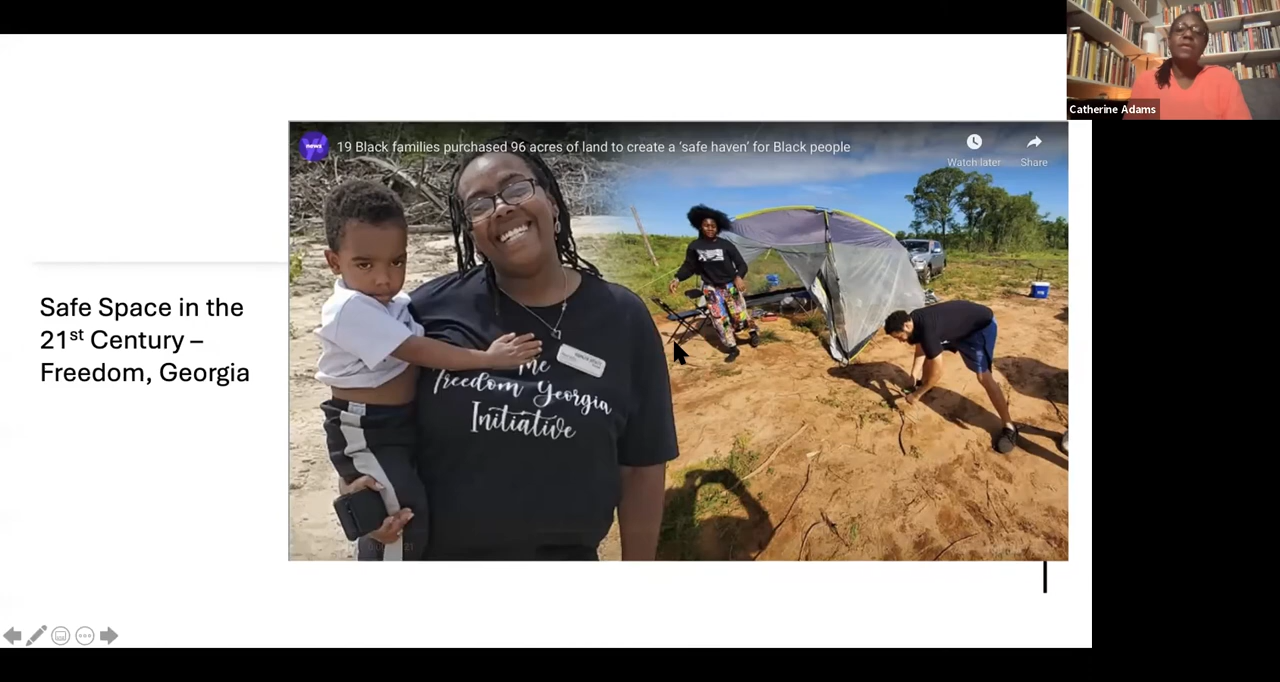 Catherine Adams
news
19 Black families purchased 96 acres of land to create a ‘safe haven’ for Black people
Watch later
Share
Safe Space in the
21st Century –
Freedom, Georgia
The
Freedom Georgia
Initiative